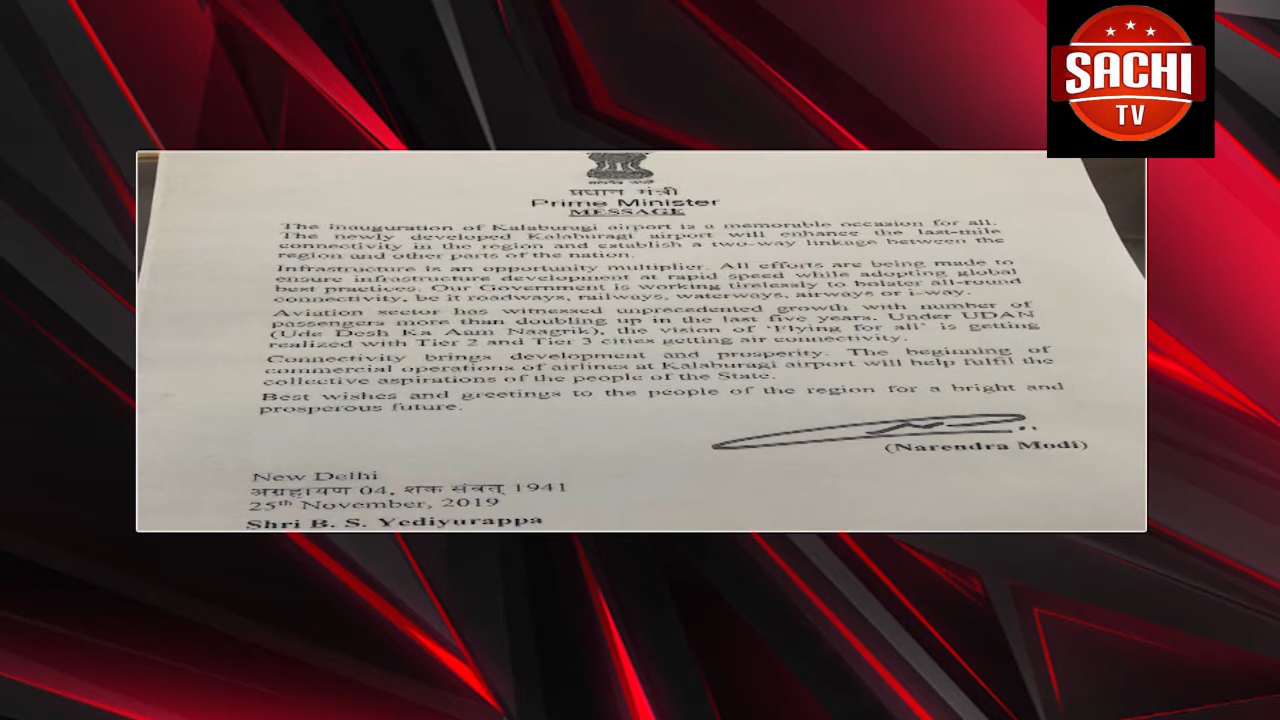 SACHI
TV
प्रधान मंत्री
Prime Minister
MESSAGE
The inauguration of Kalaburugi airport is a memorable occasion for all.
The newly developed Kalaburagi airport will enhance the last-mile
connectivity in the region and establish a two-way linkage between the
region and other parts of the nation.
Infrastructure is an opportunity multiplier. All efforts are being made to
ensure infrastructure development at rapid speed while adopting global
best practices. Our Government is working tirelessly to bolster all-round
connectivity, be it roadways, railways, waterways, airways or i-way.
Aviation sector has witnessed unprecedented growth with number of
passengers more than doubling up in the last five years. Under UDAN
(Ude Desh Ka Aam Naagrik), the vision of 'Flying for all' is getting
realized with Tier 2 and Tier 3 cities getting air connectivity.
Connectivity brings development and prosperity. The beginning of
commercial operations of airlines at Kalaburagi airport will help fulfil the
collective aspirations of the people of the State.
Best wishes and greetings to the people of the region for a bright and
prosperous future.
(Narendra Modi)
New Delhi
अग्रहायण 04, शक संवत् 1941
25th November, 2019
Shri B. S. Yediyurappa